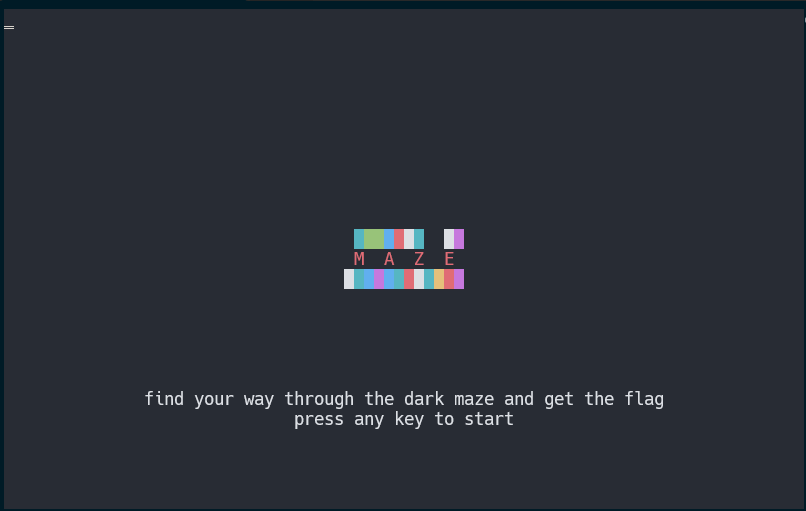 M A Z E
find your way through the dark maze and get the flag
press any key to start